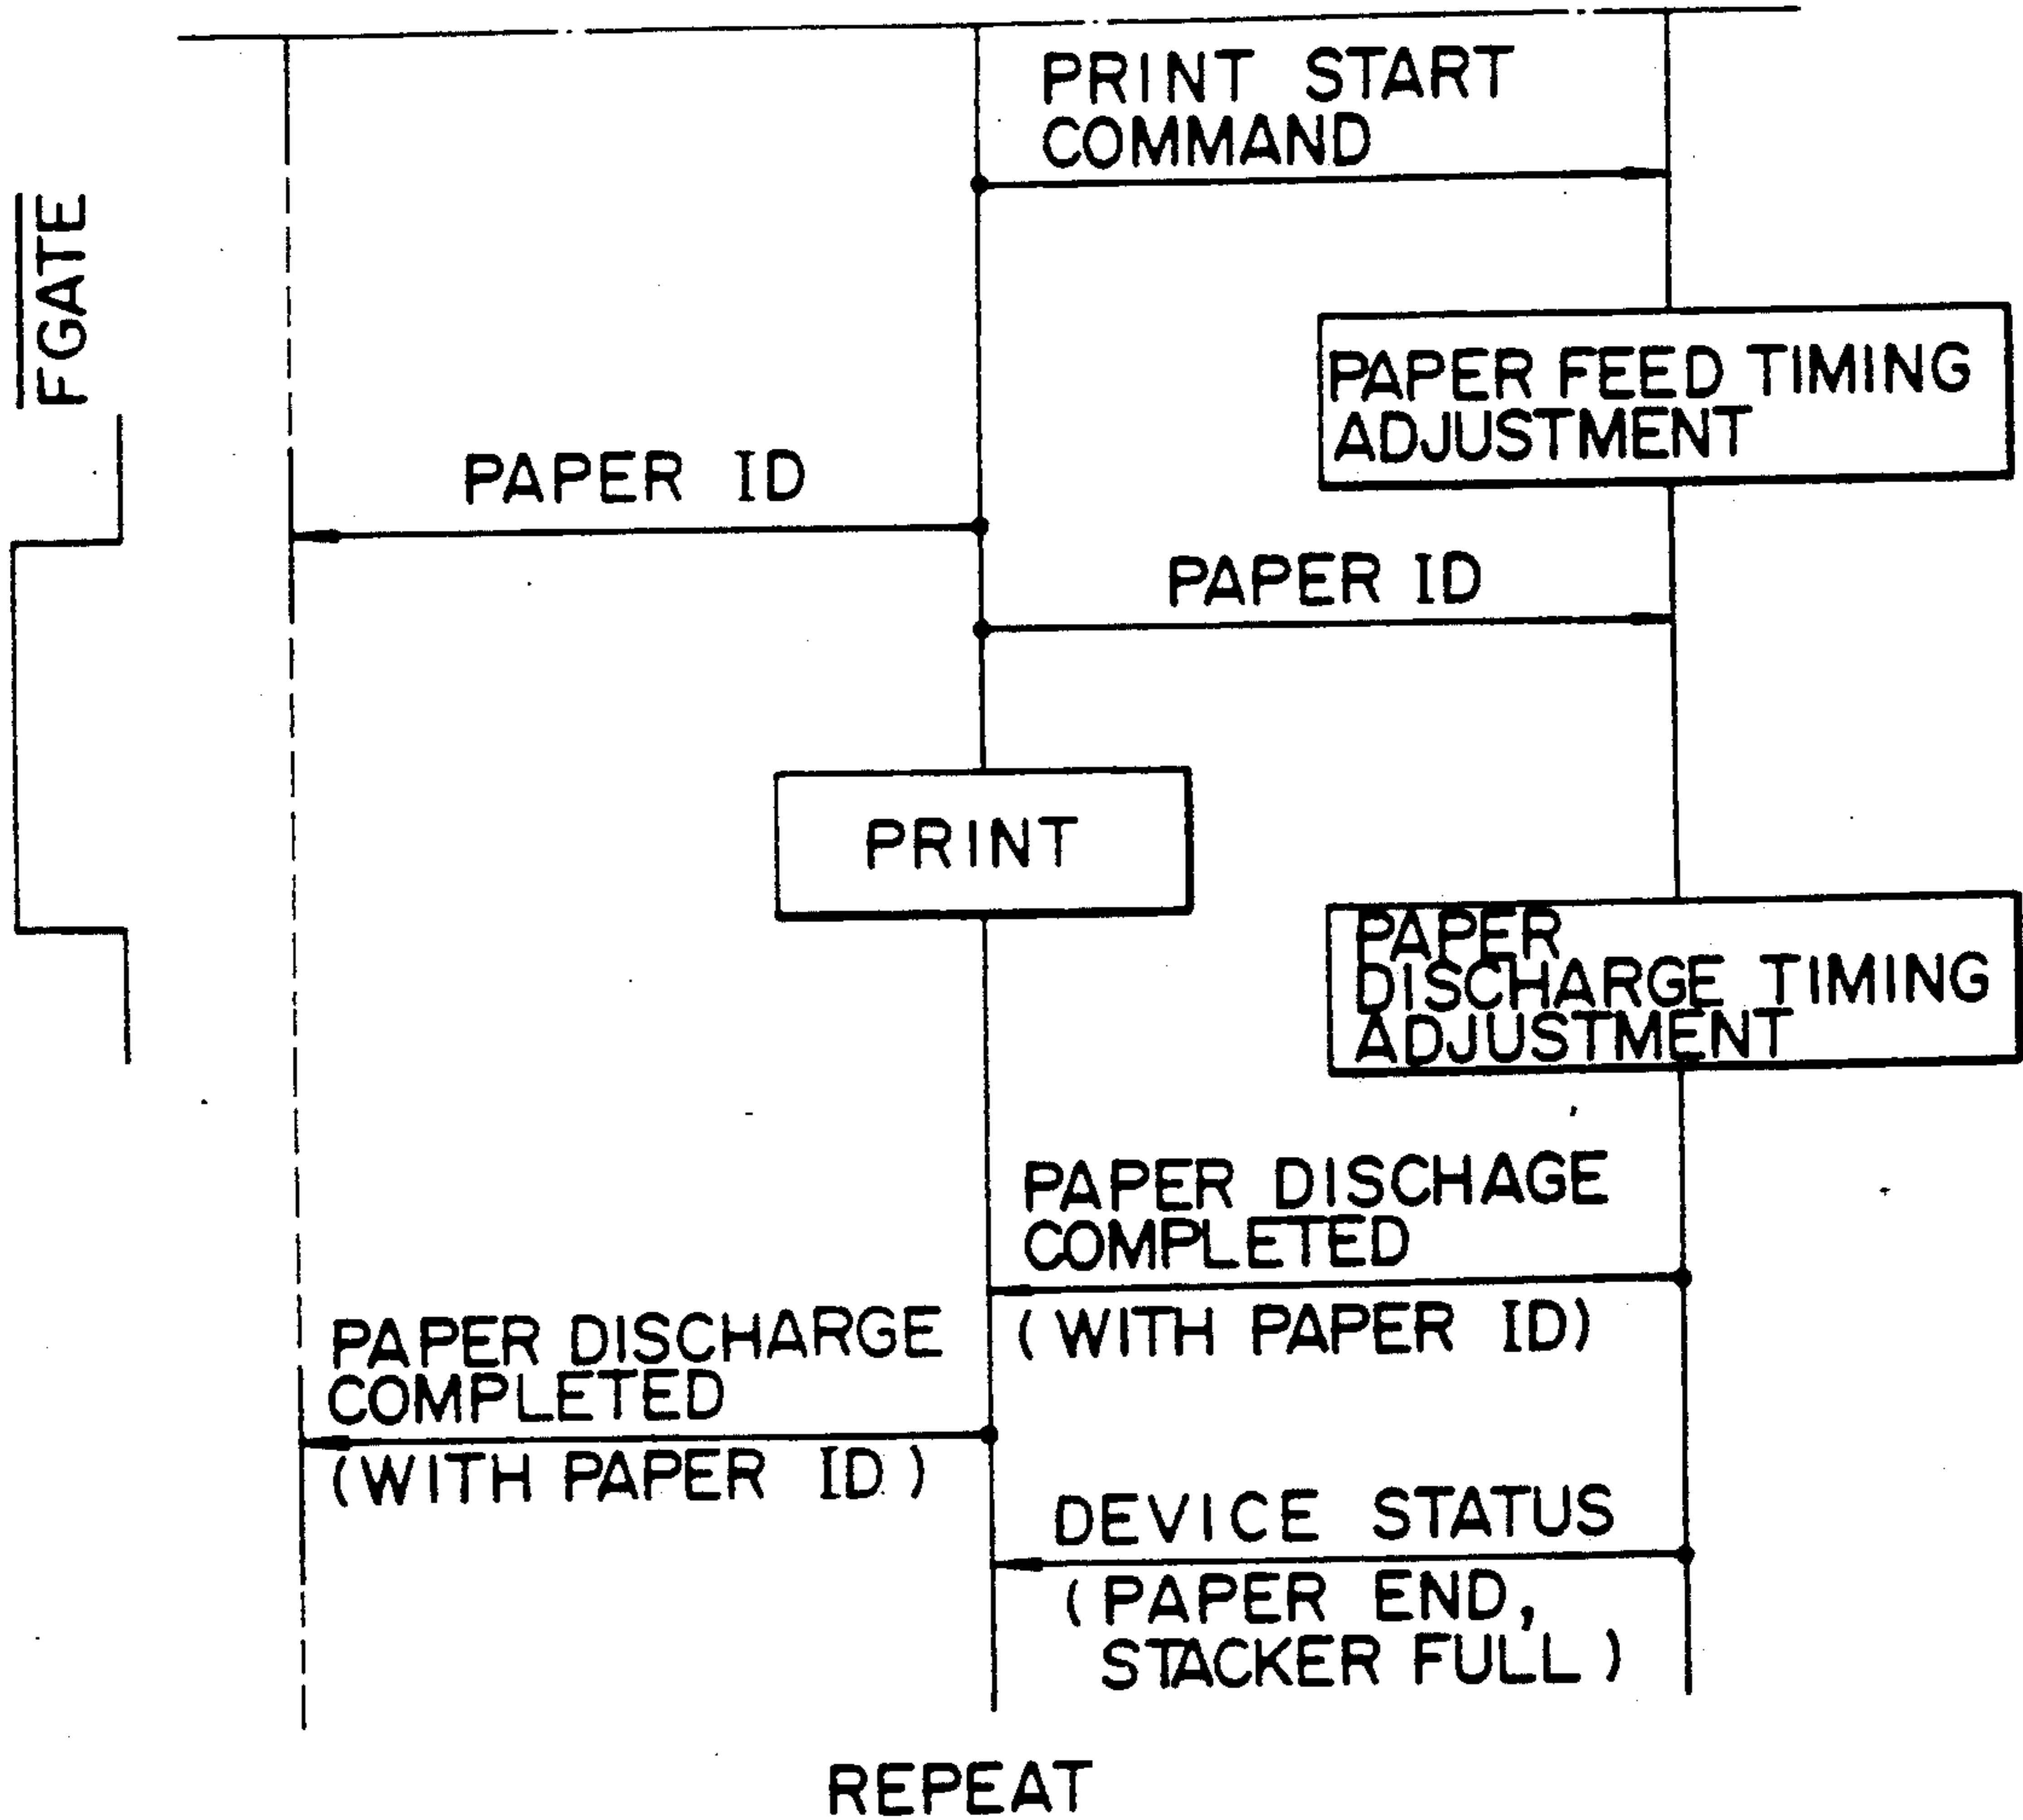 PRINT START
COMMAND
FGATE
PAPER FEED TIMING
ADJUSTMENT
PAPER ID
PAPER ID
PRINT
PAPER
DISCHARGE TIMING
ADJUSTMENT
PAPER DISCHAGE
COMPLETED
(WITH PAPER ID)
PAPER DISCHARGE
COMPLETED
(WITH PAPER ID)
DEVICE STATUS
(PAPER END,
STACKER FULL)
REPEAT